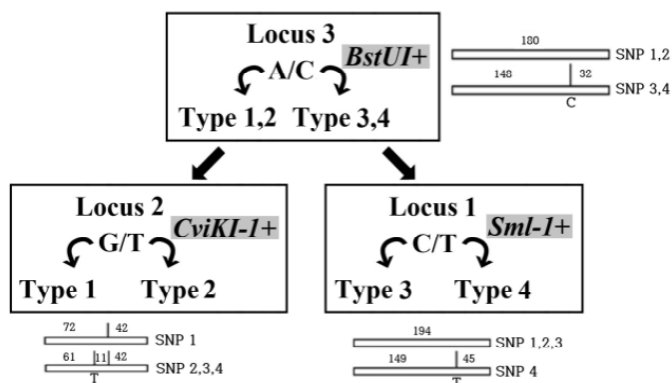 Locus 3
BstUI+
A/C
Type 1,2 Type 3,4
180
SNP 1,2
148 32
SNP 3,4
C
Locus 2
CviKI-1+
G/T
Type 1 Type 2
72 42
SNP 1
61 11 42
SNP 2,3,4
T
Locus 1
Sml-1+
C/T
Type 3 Type 4
194
SNP 1,2,3
149 45
SNP 4
T